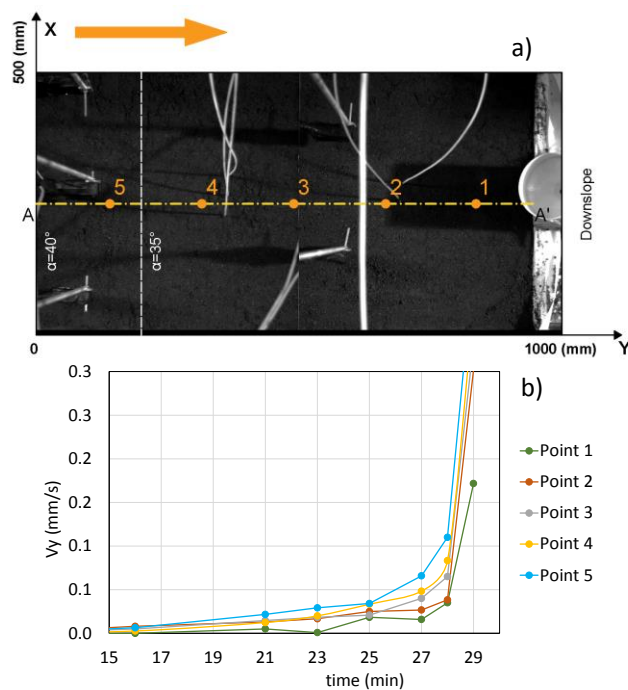 X
a)
500 (mm)
5
4
3
2
1
A
A'
α=40°
α=35°
Downslope
0
1000 (mm)
Y
b)
Vy (mm/s)
0.3
0.3
0.2
0.2
0.1
0.1
0.0
15
17
19
21
23
25
27
29
time (min)
Point 1
Point 2
Point 3
Point 4
Point 5